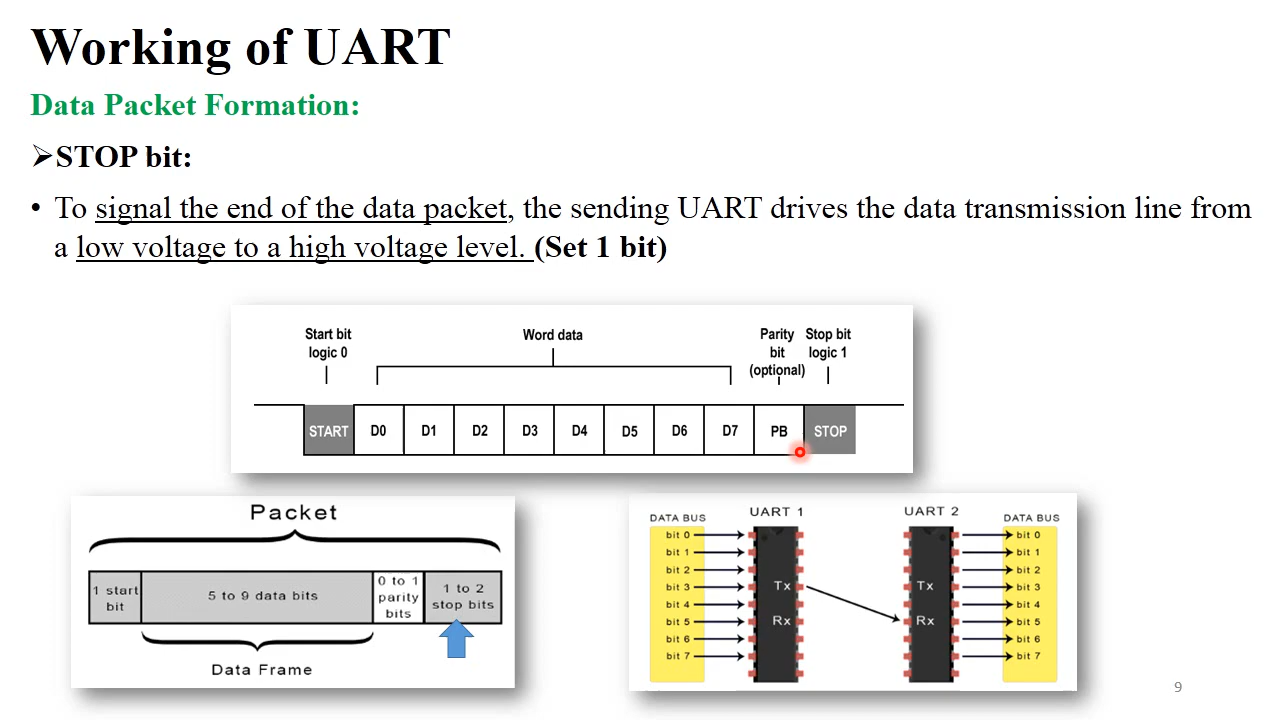 Working of UART
Data Packet Formation:
➢STOP bit:
• To signal the end of the data packet, the sending UART drives the data transmission line from
a low voltage to a high voltage level. (Set 1 bit)
Start bit
logic 0
Word data
Parity
bit
(optional)
Stop bit
logic 1
START D0 D1 D2 D3 D4 D5 D6 D7 PB STOP
Packet
1 start
bit
5 to 9 data bits
0 to 1
parity
bits
1 to 2
stop bits
Data Frame
DATA BUS
UART 1
UART 2
DATA BUS
bit 0
bit 1
bit 2
bit 3
bit 4
bit 5
bit 6
bit 7
Tx
Rx
Tx
Rx
bit 0
bit 1
bit 2
bit 3
bit 4
bit 5
bit 6
bit 7
9